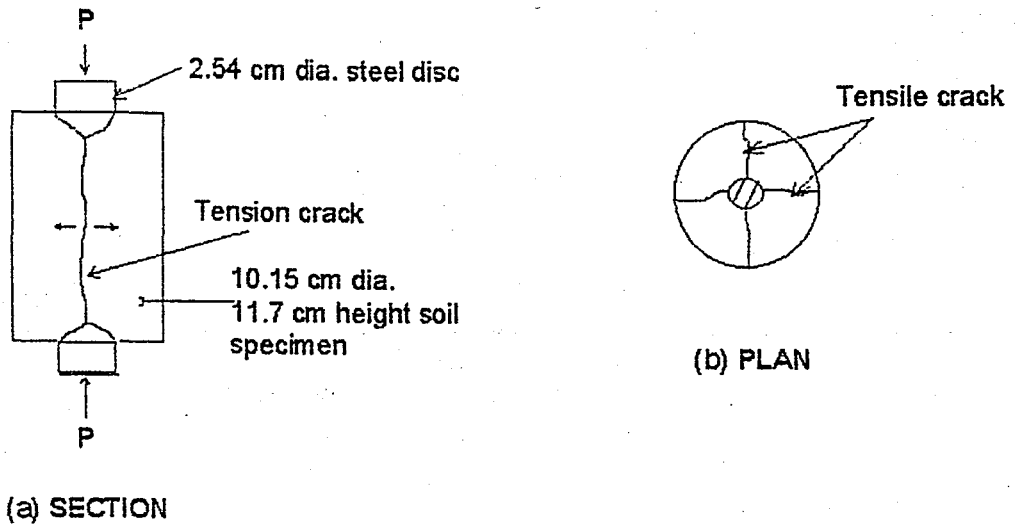 P
2.54 cm dia. steel disc
Tension crack
10.15 cm dia.
11.7 cm height soil
specimen
P
(a) SECTION
Tensile crack
(b) PLAN